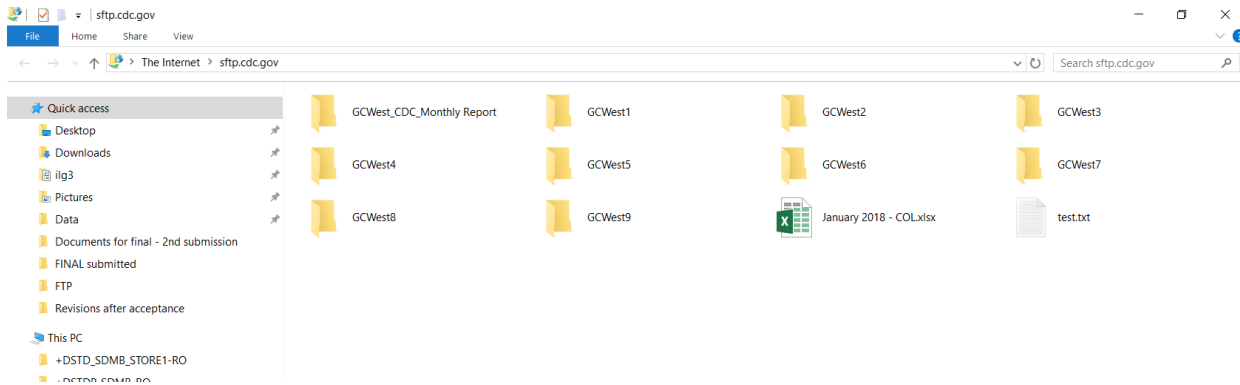 sftp.cdc.gov
File Home Share View
The Internet > sftp.cdc.gov Search sftp.cdc.gov
Quick access
Desktop
Downloads
ilg3
Pictures
Data
Documents for final - 2nd submission
FINAL submitted
FTP
Revisions after acceptance
This PC
+DSTD_SDMB_STORE1-RO
GCWest_CDC_Monthly Report GCWest1 GCWest2 GCWest3
GCWest4 GCWest5 GCWest6 GCWest7
GCWest8 GCWest9 January 2018 - COL.xlsx test.txt